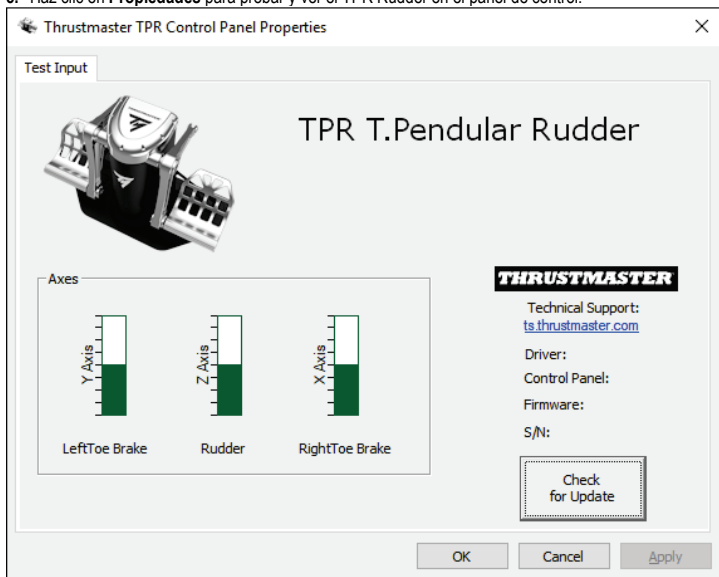 Haz clic en Propiedades para probar y ver el TPR Rudder en el panel de control.
Thrustmaster TPR Control Panel Properties
Test Input
TPR T.Pendular Rudder
Axes
Y Axis
Z Axis
X Axis
LeftToe Brake
Rudder
RightToe Brake
THRUSTMASTER
Technical Support:
ts.thrustmaster.com
Driver:
Control Panel:
Firmware:
S/N:
Check
for Update
OK
Cancel
Apply